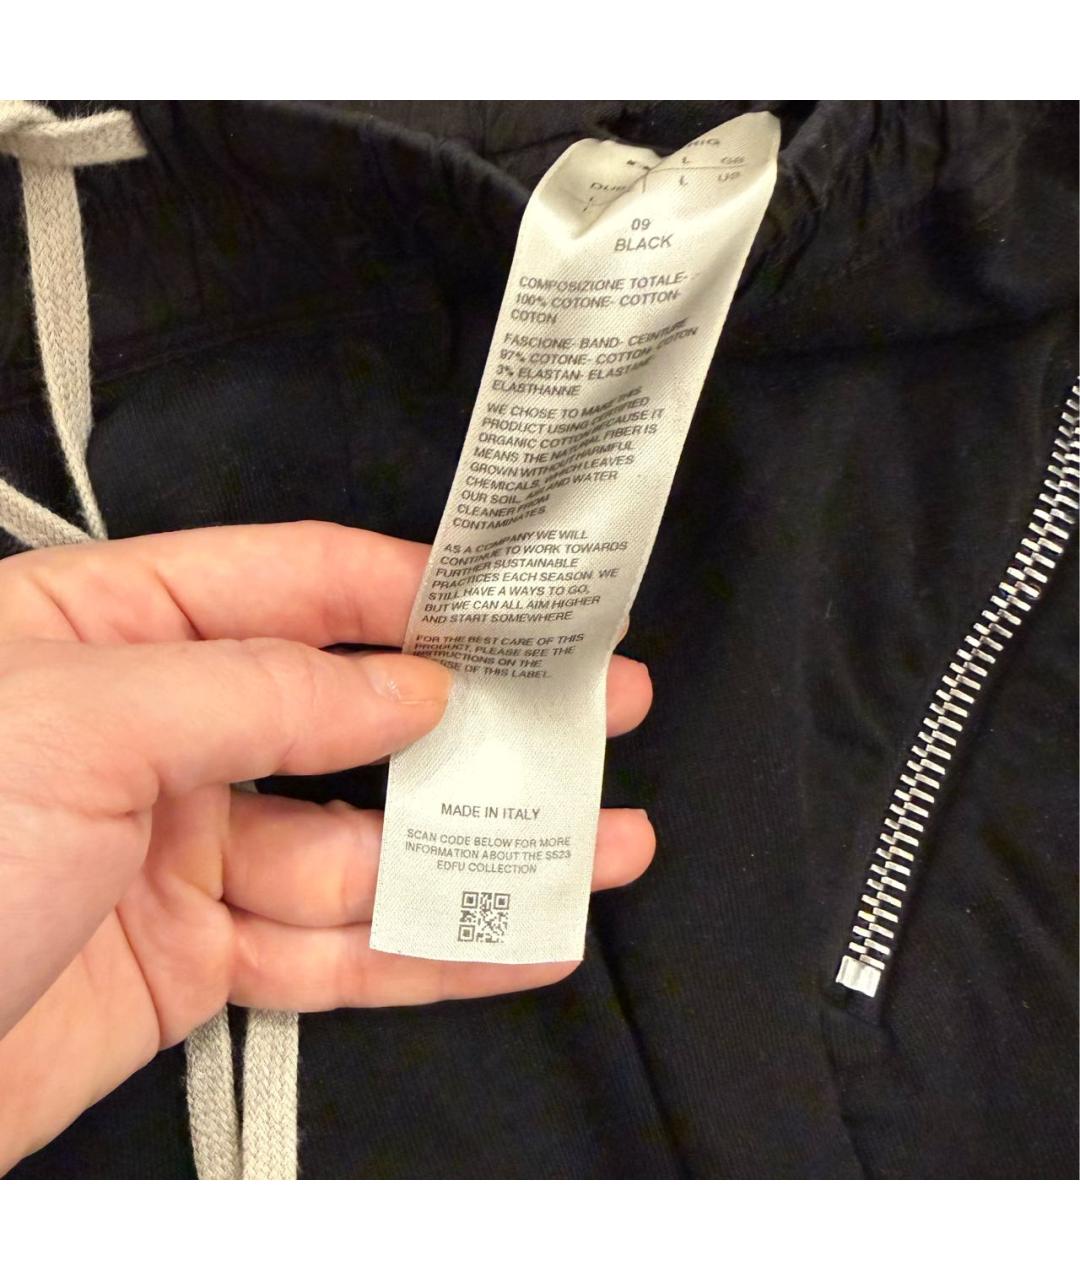 L GB
L US
09
BLACK
COMPOSIZIONE TOTALE-
100% COTONE- COTTON-
COTON
FASCIONE- BAND- CEINTURE
97% COTONE- COTTON- COTON
3% ELASTAN- ELASTANE-
ELASTHANNE
WE CHOSE TO MAKE THIS
PRODUCT USING CERTIFIED
ORGANIC COTTON BECAUSE IT
MEANS THE NATURAL FIBER IS
GROWN WITHOUT HARMFUL
CHEMICALS, WHICH LEAVES
OUR SOIL, AIR AND WATER
CLEANER FROM
CONTAMINATES.
AS A COMPANY WE WILL
CONTINUE TO WORK TOWARDS
FURTHER SUSTAINABLE
PRACTICES EACH SEASON. WE
STILL HAVE A WAYS TO GO,
BUT WE CAN ALL AIM HIGHER
AND START SOMEWHERE.
FOR THE BEST CARE OF THIS
PRODUCT, PLEASE SEE THE
INSTRUCTIONS ON THE
OF THIS LABEL.
MADE IN ITALY
SCAN CODE BELOW FOR MORE
INFORMATION ABOUT THE SS23
EDFU COLLECTION